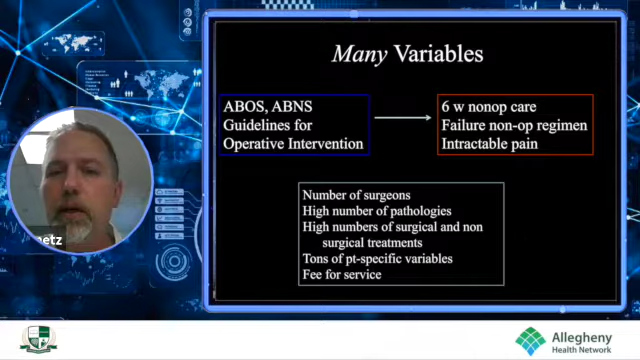 Many Variables
ABOS, ABNS
Guidelines for
Operative Intervention
6 w nonop care
Failure non-op regimen
Intractable pain
Number of surgeons
High number of pathologies
High numbers of surgical and non
surgical treatments
Tons of pt-specific variables
Fee for service
netz
Allegheny
Health Network